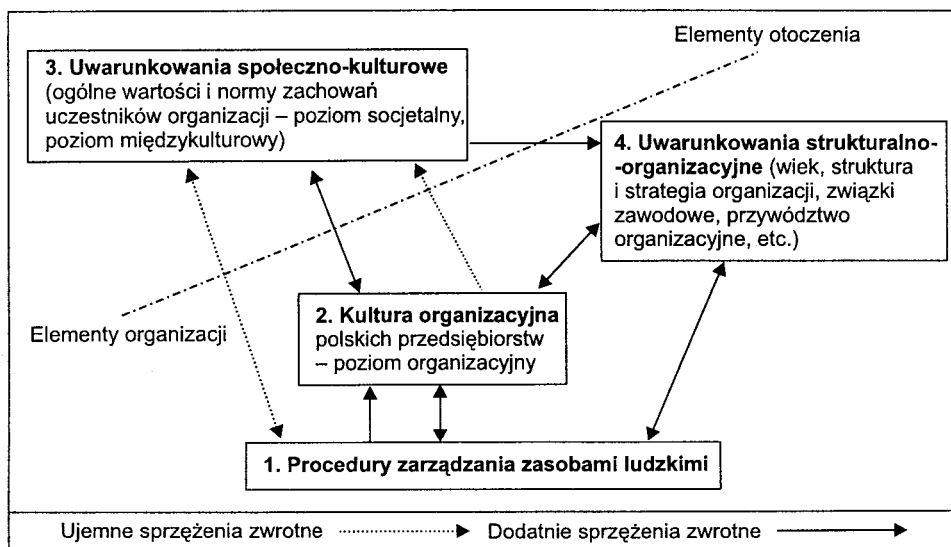 Elementy otoczenia
3. Uwarunkowania społeczno-kulturowe
(ogólne wartości i normy zachowań
uczestników organizacji – poziom socjetalny,
poziom międzykulturowy)
4. Uwarunkowania strukturalno-
-organizacyjne (wiek, struktura
i strategia organizacji, związki
zawodowe, przywództwo
organizacyjne, etc.)
Elementy organizacji
2. Kultura organizacyjna
polskich przedsiębiorstw
– poziom organizacyjny
1. Procedury zarządzania zasobami ludzkimi
Ujemne sprzężenia zwrotne
Dodatnie sprzężenia zwrotne